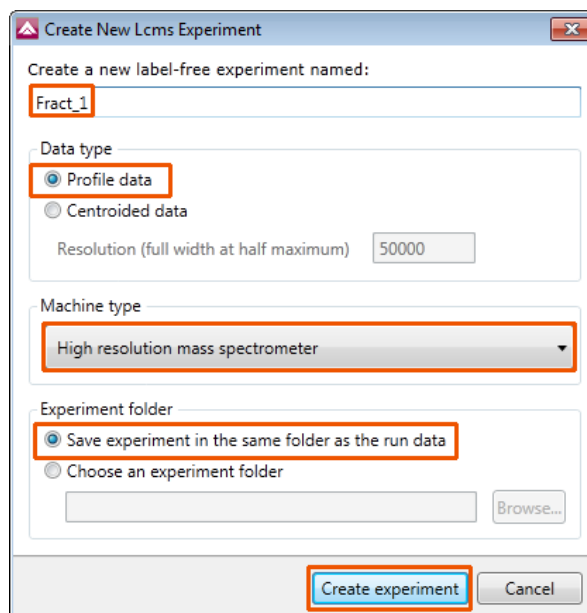 Create New Lcms Experiment
Create a new label-free experiment named:
Fract_1
Data type
Profile data
Centroided data
Resolution (full width at half maximum) 50000
Machine type
High resolution mass spectrometer
Experiment folder
Save experiment in the same folder as the run data
Choose an experiment folder
Browse...
Create experiment Cancel